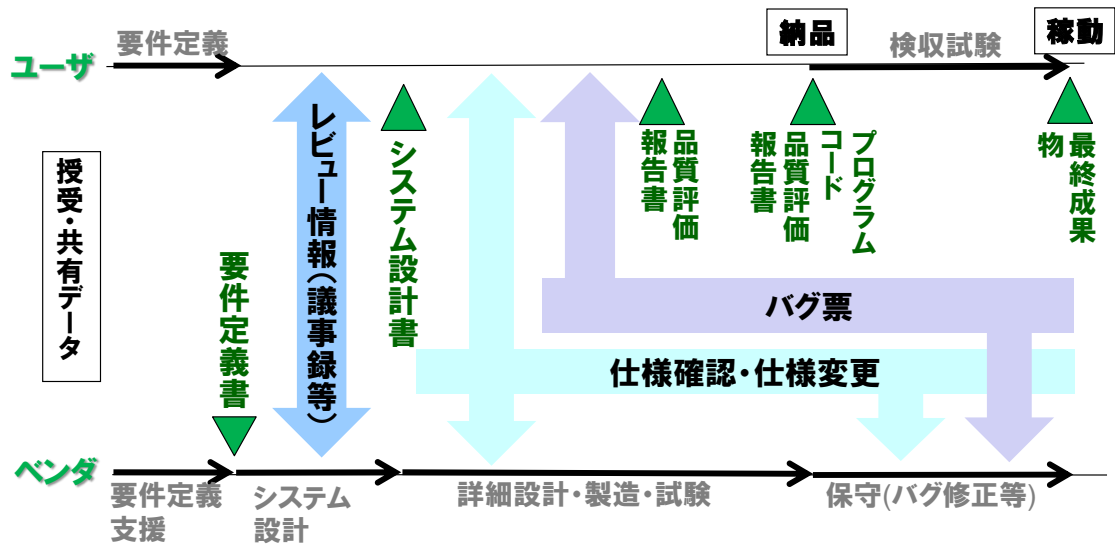 納品
稼動
要件定義
検収試験
ユーザ
授受・共有データ
要件定義書
レビュー情報(議事録等)
システム設計書
品質評価
報告書
プログラム
コード
品質評価
報告書
最終成果
物
バグ票
仕様確認・仕様変更
ベンダ
要件定義
支援
システム
設計
詳細設計・製造・試験
保守(バグ修正等)